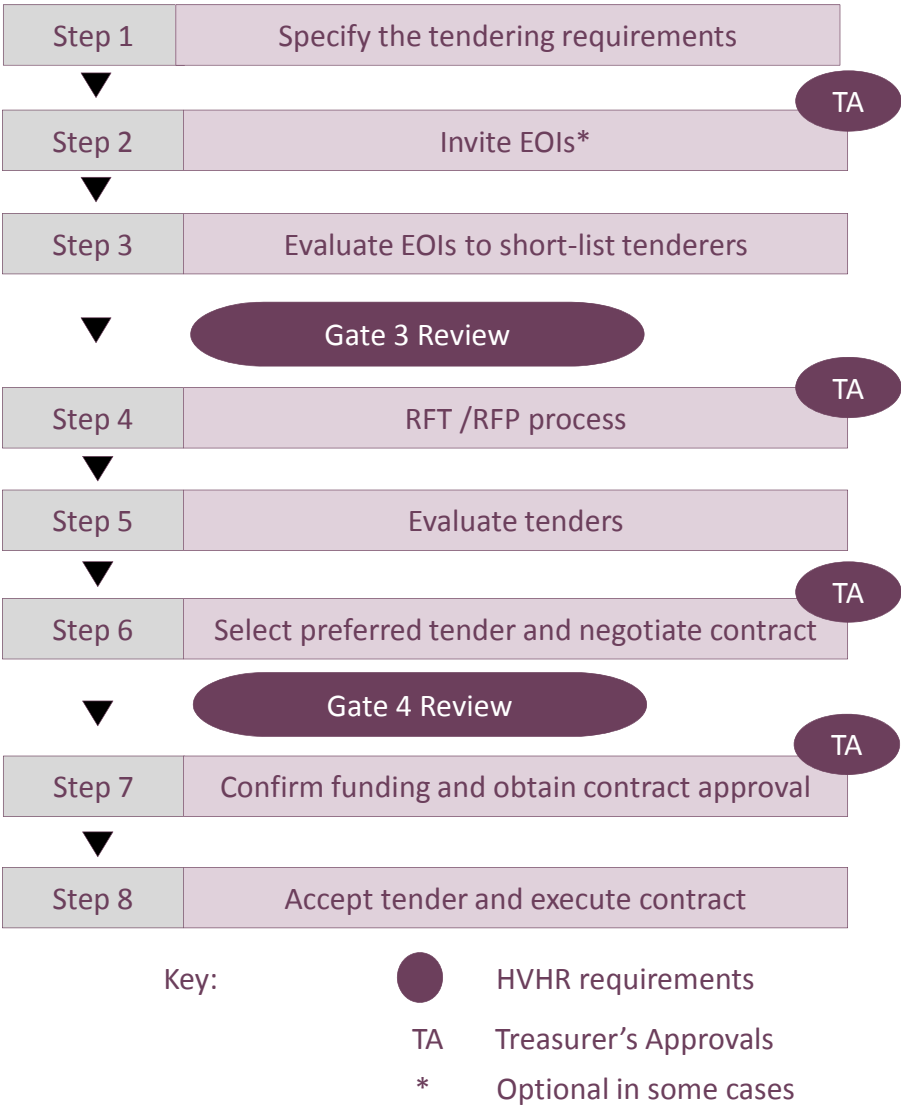 Step 1 Specify the tendering requirements
TA
Step 2 Invite EOIs*
Step 3 Evaluate EOIs to short-list tenderers
Gate 3 Review
TA
Step 4 RFT /RFP process
Step 5 Evaluate tenders
TA
Step 6 Select preferred tender and negotiate contract
Gate 4 Review
TA
Step 7 Confirm funding and obtain contract approval
Step 8 Accept tender and execute contract
Key: HVHR requirements
TA Treasurer’s Approvals
* Optional in some cases